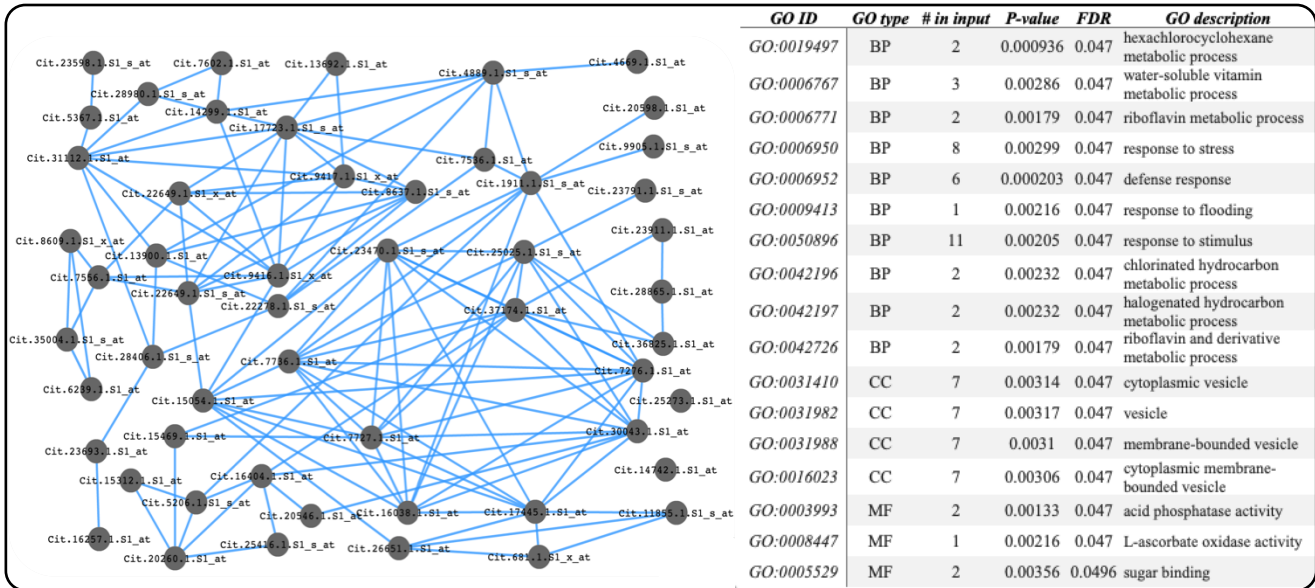 Cit.23598.1.S1_s_at
Cit.7602.1.S1_at
Cit.13692.1.S1_at
Cit.4889.1.S1_s_at
Cit.4669.1.S1_at
Cit.28980.1.S1_s_at
Cit.5367.1.S1_at
Cit.14299.1.S1_at
Cit.17723.1.S1_s_at
Cit.20598.1.S1_at
Cit.31112.1.S1_at
Cit.7536.1.S1_at
Cit.9905.1.S1_s_at
Cit.22649.1.S1_x_at
Cit.9417.1.S1_x_at
Cit.8637.1.S1_s_at
Cit.1911.1.S1_s_at
Cit.23791.1.S1_s_at
Cit.8609.1.S1_x_at
Cit.13900.1.S1_at
Cit.23470.1.S1_s_at
Cit.25025.1.S1_s_at
Cit.23911.1.S1_at
Cit.7556.1.S1_at
Cit.9416.1.S1_x_at
Cit.22649.1.S1_s_at
Cit.22278.1.S1_s_at
Cit.37174.1.S1_at
Cit.28865.1.S1_at
Cit.35004.1.S1_s_at
Cit.28406.1.S1_s_at
Cit.7736.1.S1_at
Cit.36825.1.S1_at
Cit.7276.1.S1_at
Cit.6239.1.S1_at
Cit.15054.1.S1_at
Cit.25273.1.S1_at
Cit.15469.1.S1_at
Cit.7727.1.S1_at
Cit.30043.1.S1_at
Cit.23693.1.S1_at
Cit.15312.1.S1_at
Cit.16404.1.S1_at
Cit.14742.1.S1_at
Cit.5206.1.S1_s_at
Cit.20546.1.S1_at
Cit.16038.1.S1_at
Cit.17445.1.S1_at
Cit.11855.1.S1_s_at
Cit.16257.1.S1_at
Cit.20260.1.S1_at
Cit.25416.1.S1_s_at
Cit.26651.1.S1_at
Cit.681.1.S1_x_at
GO ID GO type # in input P-value FDR GO description
GO:0019497 BP 2 0.000936 0.047 hexachlorocyclohexane
metabolic process
GO:0006767 BP 3 0.00286 0.047 water-soluble vitamin
metabolic process
GO:0006771 BP 2 0.00179 0.047 riboflavin metabolic process
GO:0006950 BP 8 0.00299 0.047 response to stress
GO:0006952 BP 6 0.000203 0.047 defense response
GO:0009413 BP 1 0.00216 0.047 response to flooding
GO:0050896 BP 11 0.00205 0.047 response to stimulus
GO:0042196 BP 2 0.00232 0.047 chlorinated hydrocarbon
metabolic process
GO:0042197 BP 2 0.00232 0.047 halogenated hydrocarbon
metabolic process
GO:0042726 BP 2 0.00179 0.047 riboflavin and derivative
metabolic process
GO:0031410 CC 7 0.00314 0.047 cytoplasmic vesicle
GO:0031982 CC 7 0.00317 0.047 vesicle
GO:0031988 CC 7 0.0031 0.047 membrane-bounded vesicle
GO:0016023 CC 7 0.00306 0.047 cytoplasmic membrane-
bounded vesicle
GO:0003993 MF 2 0.00133 0.047 acid phosphatase activity
GO:0008447 MF 1 0.00216 0.047 L-ascorbate oxidase activity
GO:0005529 MF 2 0.00356 0.0496 sugar binding